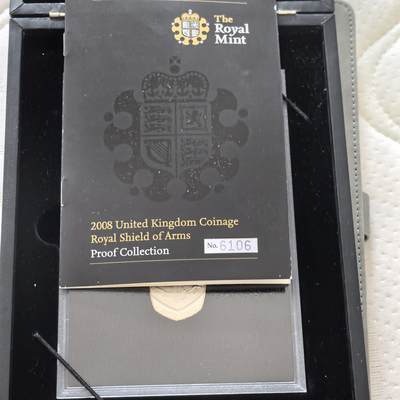 The
Royal
Mint
2008 United Kingdom Coinage
Royal Shield of Arms
Proof Collection
No. 6106